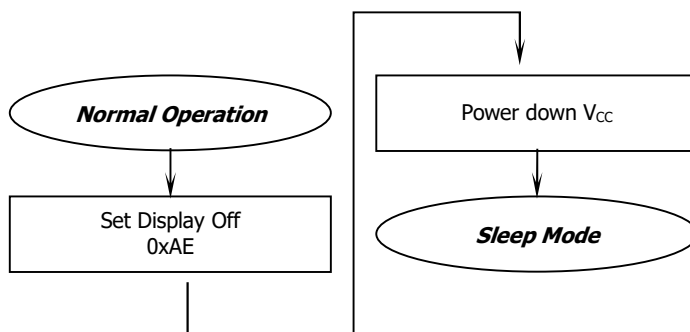 Normal Operation
Set Display Off
0xAE
Power down VCC
Sleep Mode